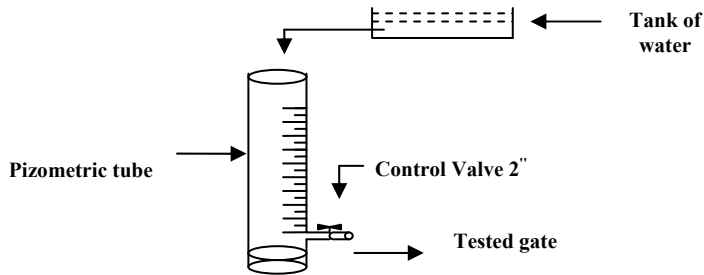 Tank of
water
Pizometric tube
Control Valve 2"
Tested gate